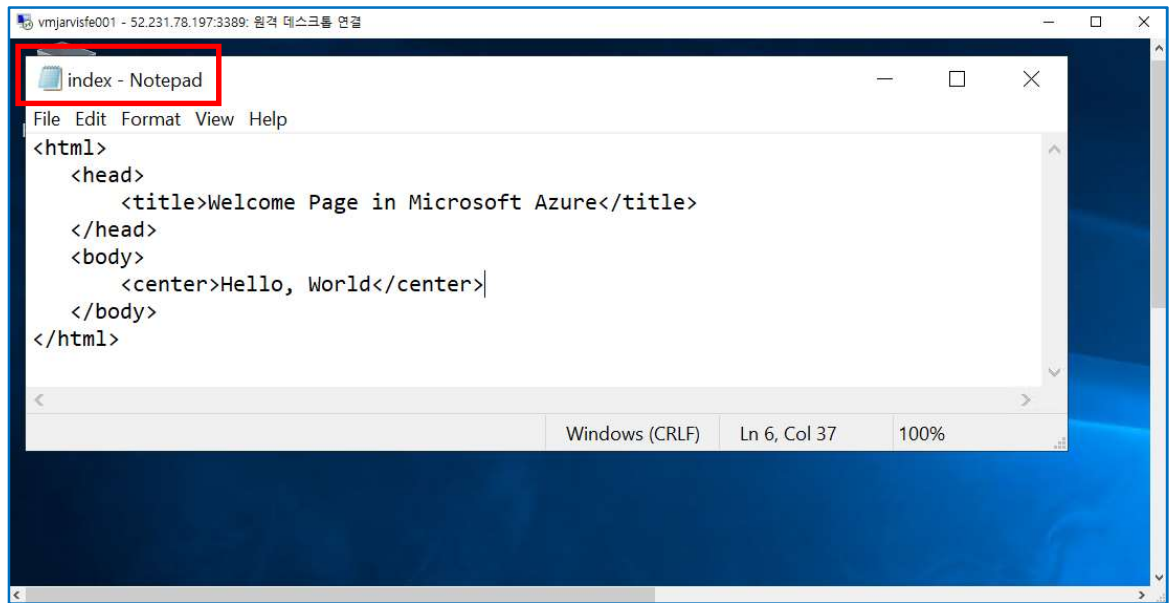 vmjarvisfe001 - 52.231.78.197:3389: 원격 데스크톱 연결
index - Notepad
File Edit Format View Help
<html>
<head>
<title>Welcome Page in Microsoft Azure</title>
</head>
<body>
<center>Hello, World</center>
</body>
</html>
Windows (CRLF) Ln 6, Col 37 100%